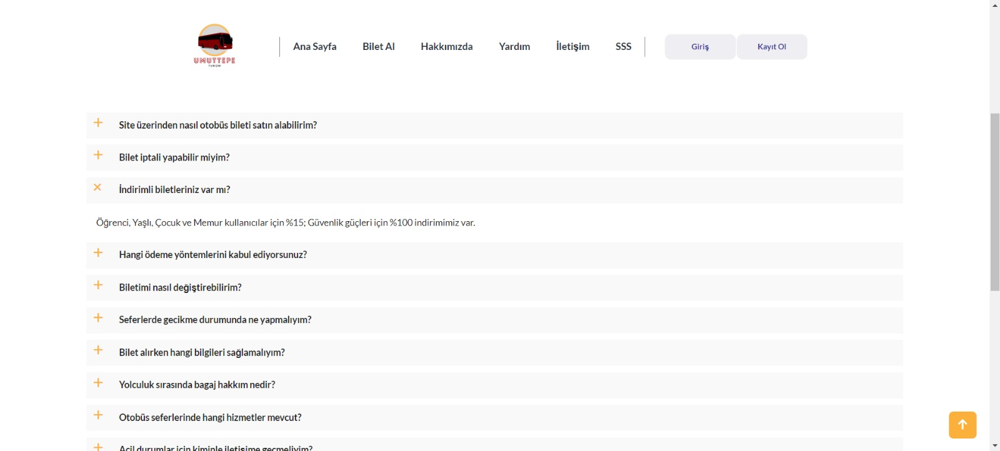 UMUTTEPE
TURİZM
Ana Sayfa
Bilet Al
Hakkımızda
Yardım
İletişim
SSS
Giriş
Kayıt Ol
Site üzerinden nasıl otobüs bileti satın alabilirim?
Bilet iptali yapabilir miyim?
İndirimli biletleriniz var mı?
Öğrenci, Yaşlı, Çocuk ve Memur kullanıcılar için %15; Güvenlik güçleri için %100 indirimimiz var.
Hangi ödeme yöntemlerini kabul ediyorsunuz?
Biletimi nasıl değiştirebilirim?
Seferlerde gecikme durumunda ne yapmalıyım?
Bilet alırken hangi bilgileri sağlamalıyım?
Yolculuk sırasında bagaj hakkım nedir?
Otobüs seferlerinde hangi hizmetler mevcut?
Acil durumlar için kiminle iletişime geçmeliyim?